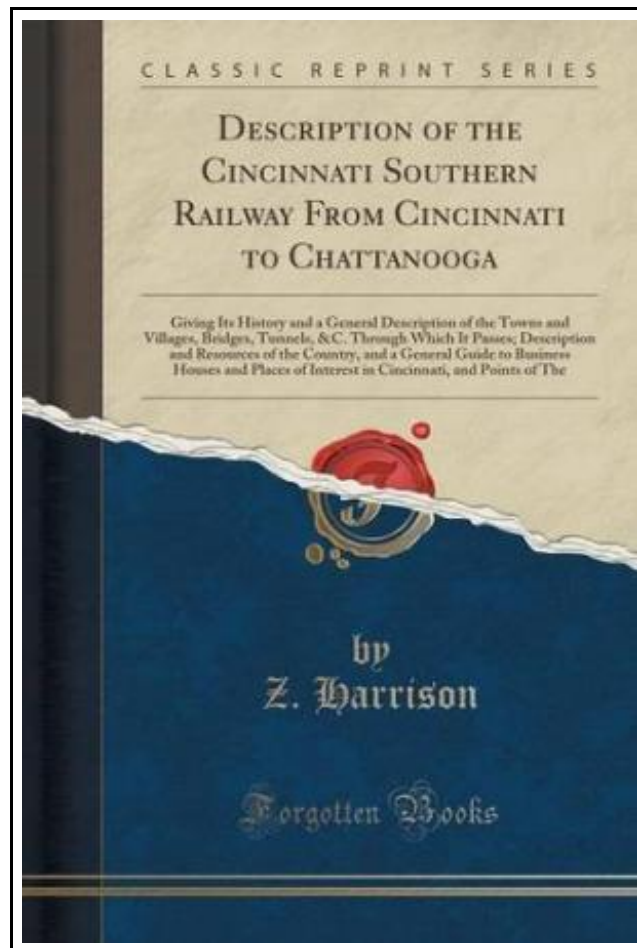 CLASSIC REPRINT SERIES
DESCRIPTION OF THE
CINCINNATI SOUTHERN
RAILWAY FROM CINCINNATI
TO CHATTANOOGA
Giving Its History and a General Description of the Towns and
Villages, Bridges, Tunnels, &C. Through Which It Passes; Description
and Resources of the Country, and a General Guide to Business
Houses and Places of Interest in Cincinnati, and Points of The
by
Z. Harrison
Forgotten Books